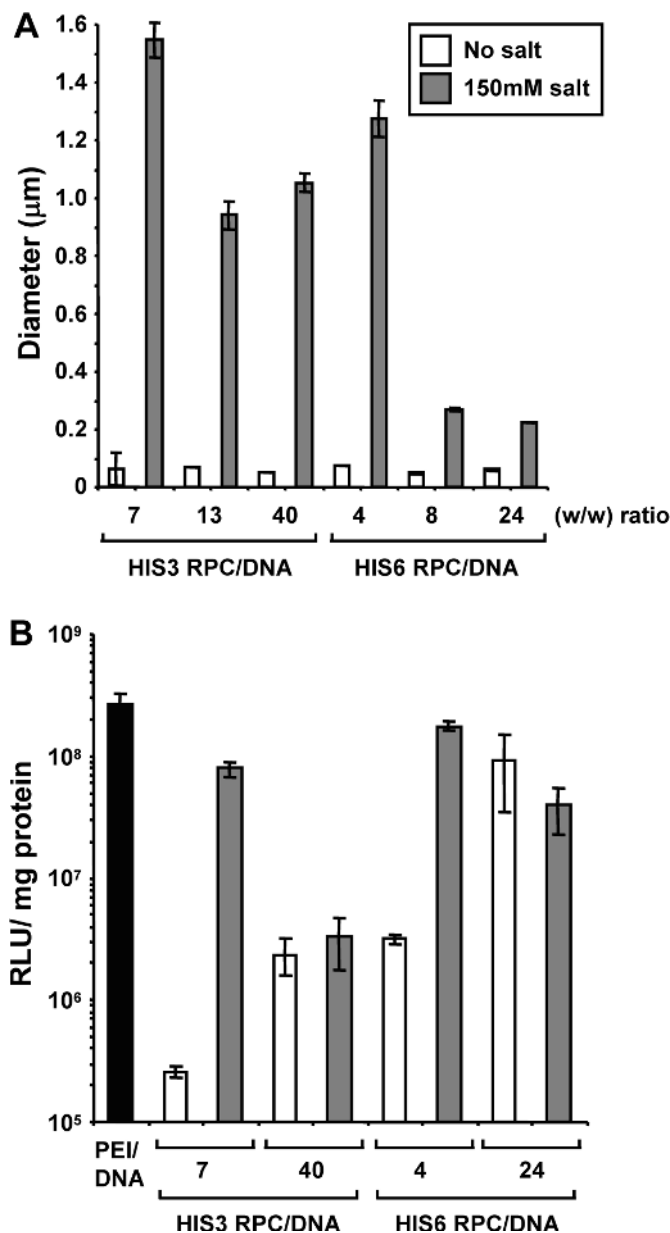 A
No salt
150mM salt
Diameter (μm)
1.6
1.4
1.2
1.0
0.8
0.6
0.4
0.2
0
7 13 40 4 8 24 (w/w) ratio
HIS3 RPC/DNA HIS6 RPC/DNA
B
RLU/ mg protein
10⁹
10⁸
10⁷
10⁶
10⁵
PEI/
DNA
7 40 4 24
HIS3 RPC/DNA HIS6 RPC/DNA